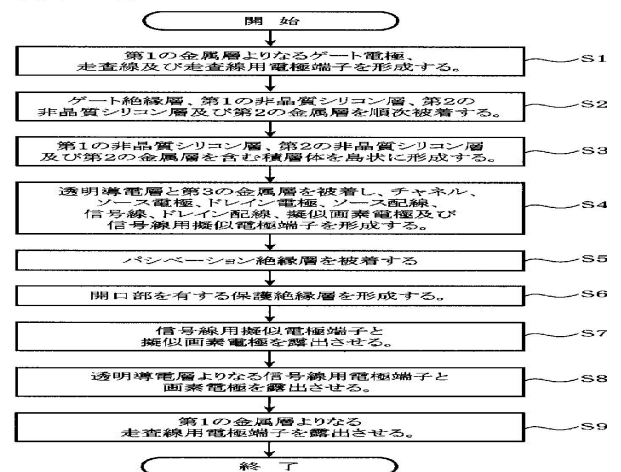 開始
第1の金属層よりなるゲート電極、
走査線及び走査線用電極端子を形成する。
S1
ゲート絶縁層、第1の非晶質シリコン層、第2の
非晶質シリコン層及び第2の金属層を順次被着する。
S2
第1の非晶質シリコン層、第2の非晶質シリコン層
及び第2の金属層を含む積層体を島状に形成する。
S3
透明導電層と第3の金属層を被着し、チャネル、
ソース電極、ドレイン電極、ソース配線、
信号線、ドレイン配線、擬似画素電極及び
信号線用擬似電極端子を形成する。
S4
パシベーション絶縁層を被着する
S5
開口部を有する保護絶縁層を形成する。
S6
信号線用擬似電極端子と
擬似画素電極を露出させる。
S7
透明導電層よりなる信号線用電極端子と
画素電極を露出させる。
S8
第1の金属層よりなる
走査線用電極端子を露出させる。
S9
終了